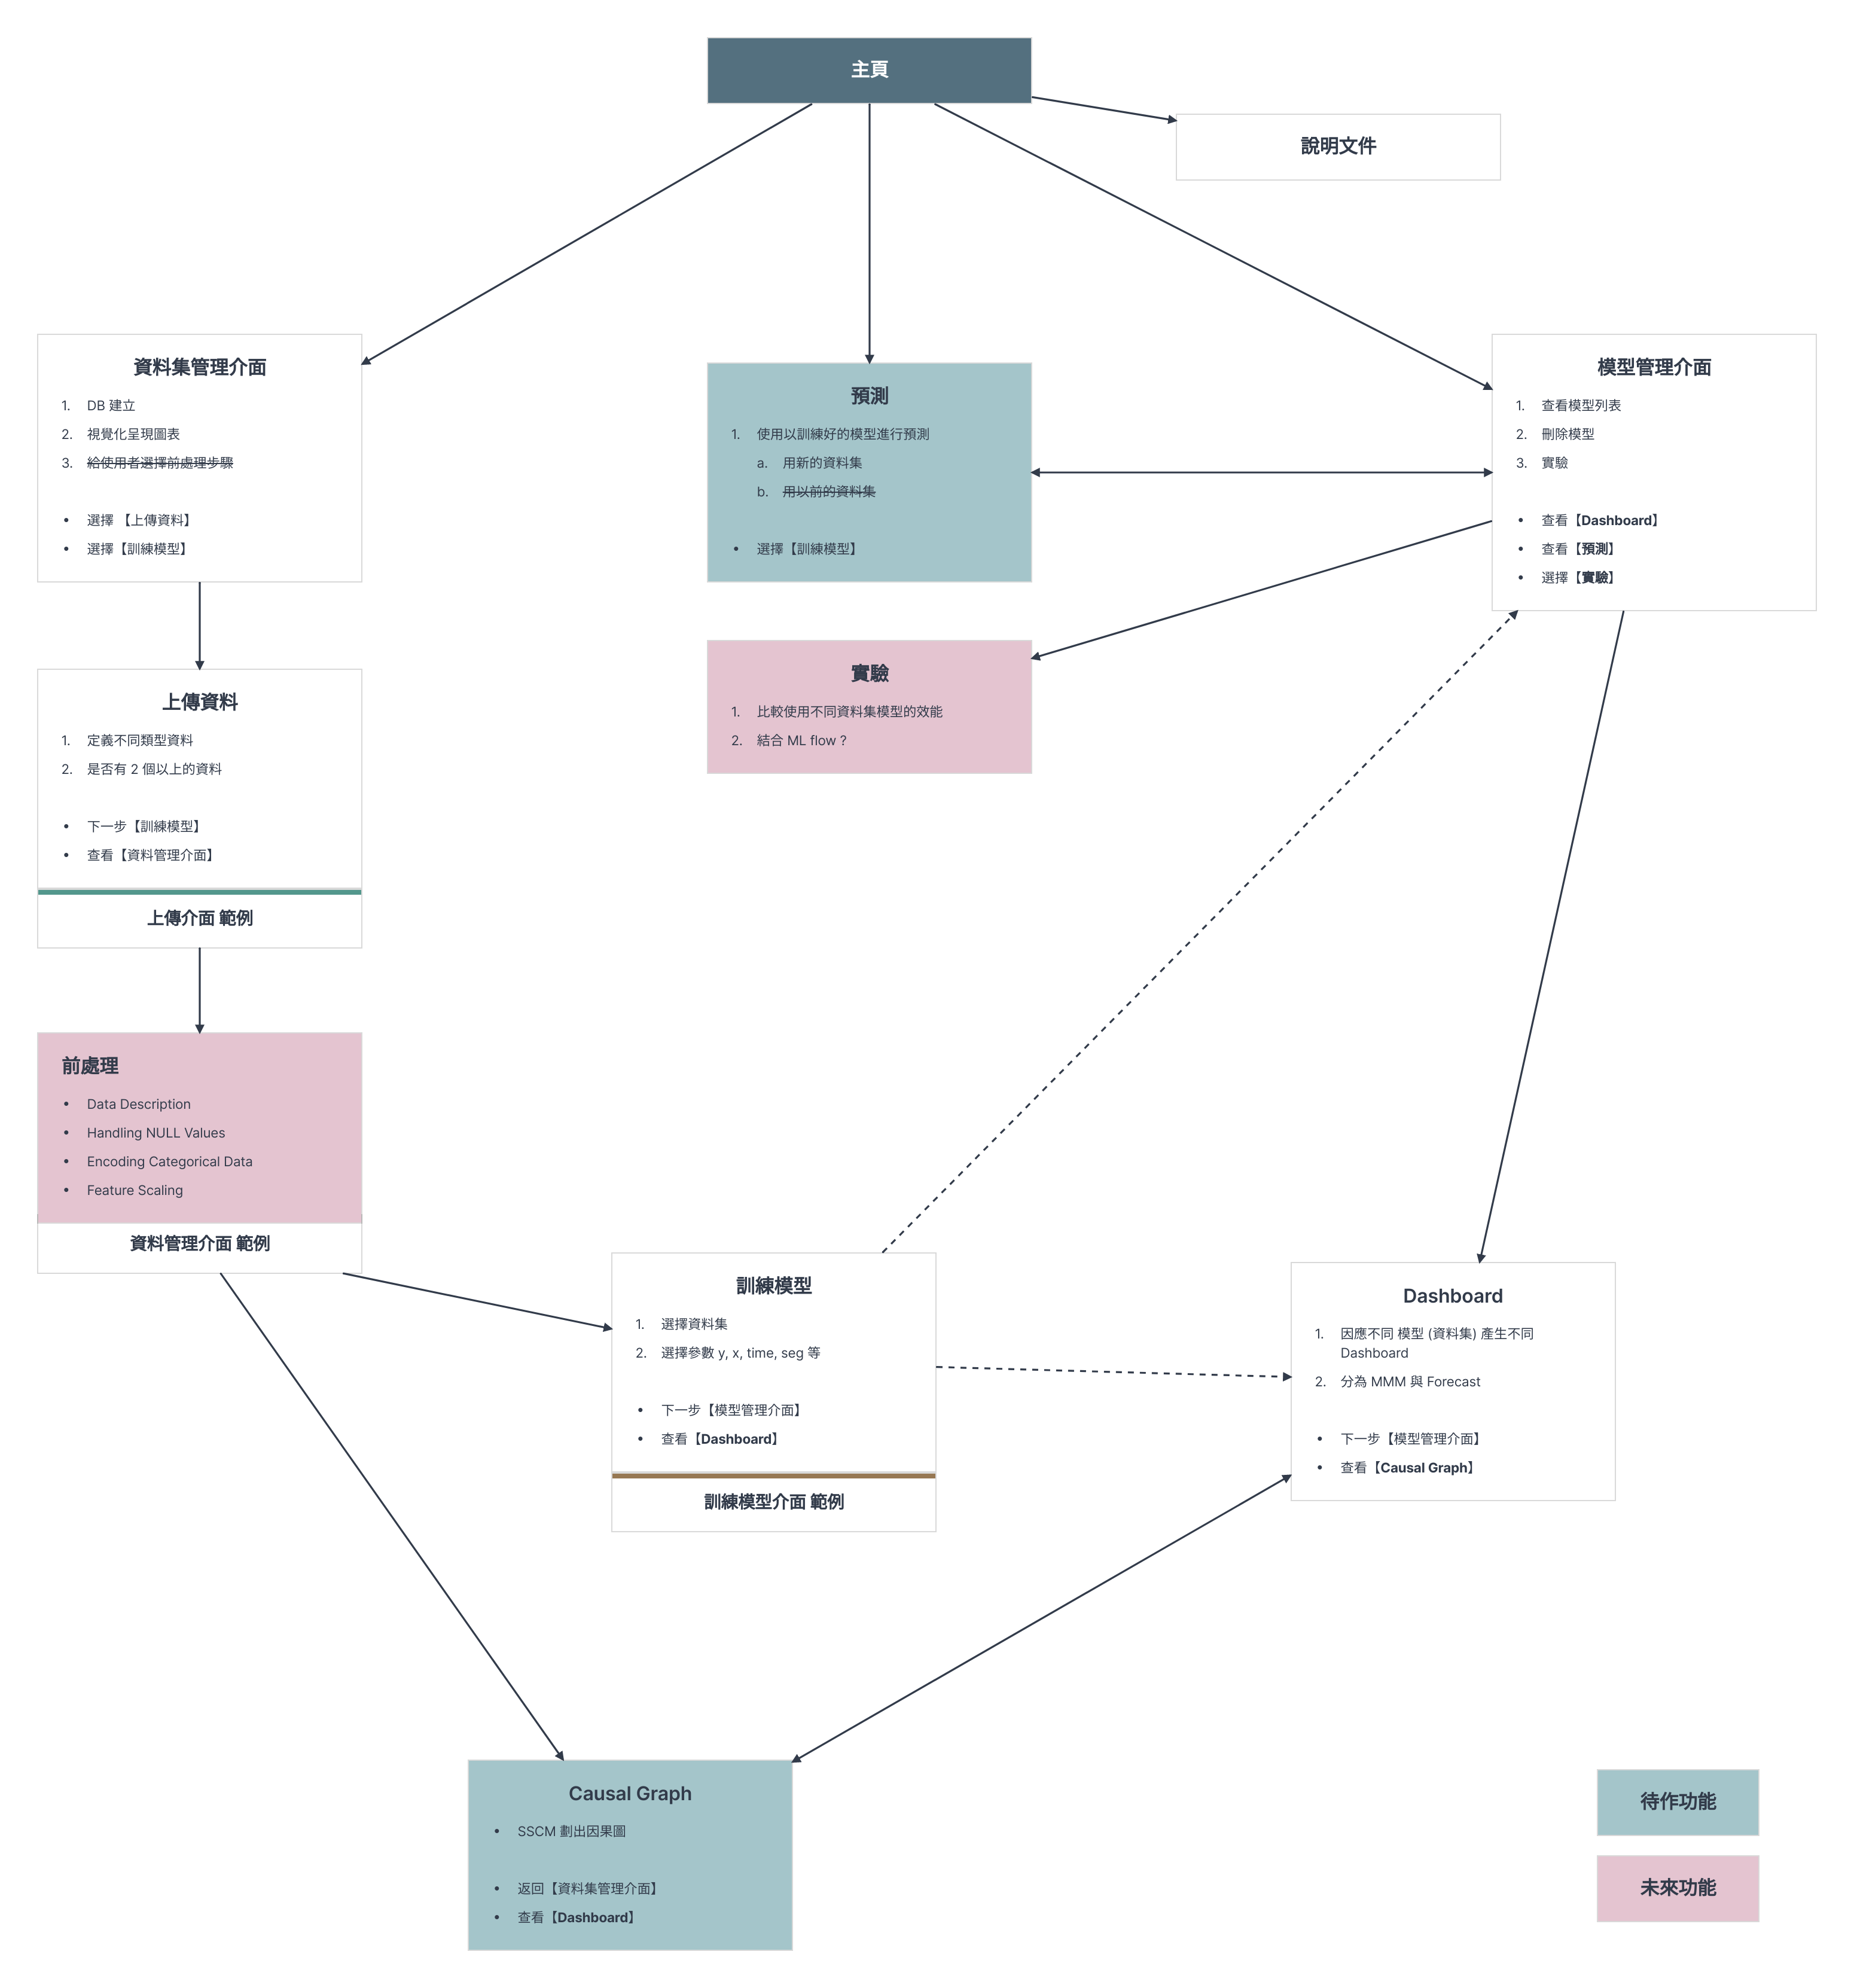 主頁
說明文件
資料集管理介面
1. DB 建立
2. 視覺化呈現圖表
3. 給使用者選擇前處理步驟
• 選擇 【上傳資料】
• 選擇【訓練模型】
預測
1. 使用以訓練好的模型進行預測
a. 用新的資料集
b. 用以前的資料集
• 選擇【訓練模型】
模型管理介面
1. 查看模型列表
2. 刪除模型
3. 實驗
• 查看【Dashboard】
• 查看【預測】
• 選擇【實驗】
實驗
1. 比較使用不同資料集模型的效能
2. 結合 ML flow ?
上傳資料
1. 定義不同類型資料
2. 是否有 2 個以上的資料
• 下一步【訓練模型】
• 查看【資料管理介面】
上傳介面 範例
前處理
• Data Description
• Handling NULL Values
• Encoding Categorical Data
• Feature Scaling
資料管理介面 範例
訓練模型
1. 選擇資料集
2. 選擇參數 y, x, time, seg 等
• 下一步【模型管理介面】
• 查看【Dashboard】
訓練模型介面 範例
Dashboard
1. 因應不同 模型 (資料集) 產生不同
Dashboard
2. 分為 MMM 與 Forecast
• 下一步【模型管理介面】
• 查看【Causal Graph】
Causal Graph
• SSCM 劃出因果圖
• 返回【資料集管理介面】
• 查看【Dashboard】
待作功能
未來功能